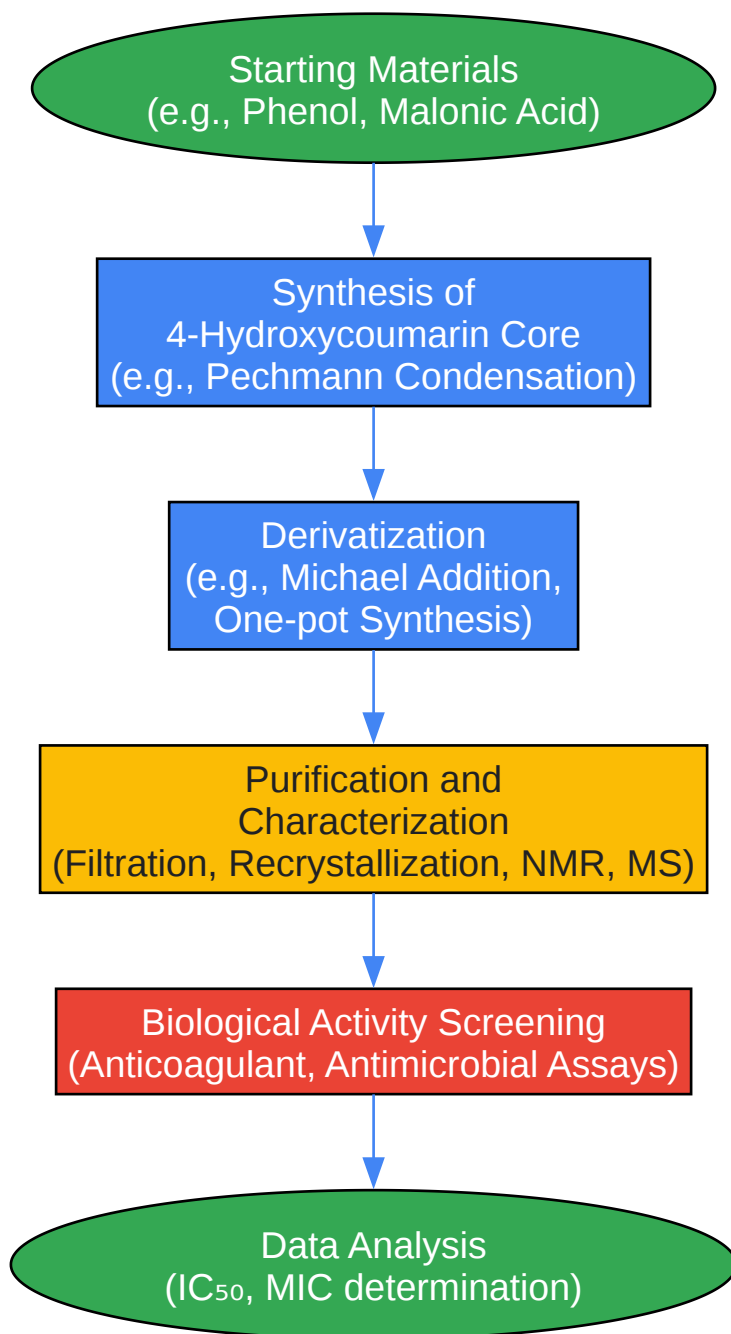 Starting Materials
(e.g., Phenol, Malonic Acid)
Synthesis of
4-Hydroxycoumarin Core
(e.g., Pechmann Condensation)
Derivatization
(e.g., Michael Addition,
One-pot Synthesis)
Purification and
Characterization
(Filtration, Recrystallization, NMR, MS)
Biological Activity Screening
(Anticoagulant, Antimicrobial Assays)
Data Analysis
(IC₅₀, MIC determination)